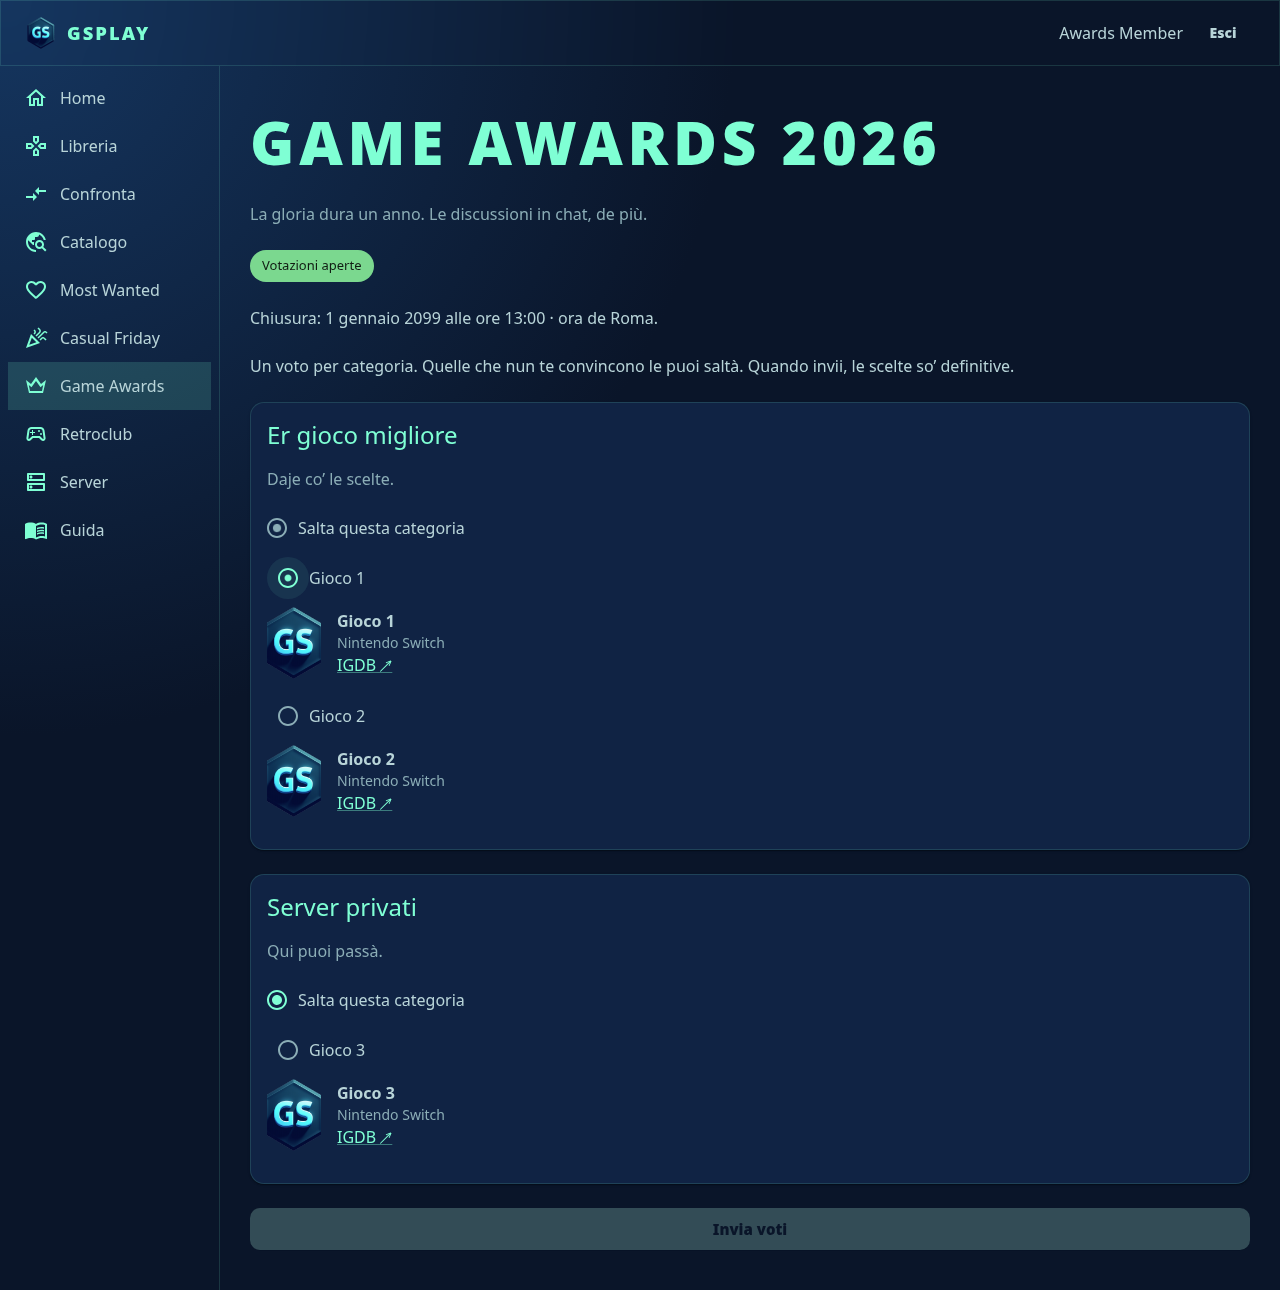 GS GSPLAY
Awards Member
Esci
Home
Libreria
Confronta
Catalogo
Most Wanted
Casual Friday
Game Awards
Retroclub
Server
Guida
GAME AWARDS 2026
La gloria dura un anno. Le discussioni in chat, de più.
Votazioni aperte
Chiusura: 1 gennaio 2099 alle ore 13:00 · ora de Roma.
Un voto per categoria. Quelle che nun te convincono le puoi saltà. Quando invii, le scelte so’ definitive.
Er gioco migliore
Daje co’ le scelte.
Salta questa categoria
Gioco 1
GS
Gioco 1
Nintendo Switch
IGDB ↗
Gioco 2
GS
Gioco 2
Nintendo Switch
IGDB ↗
Server privati
Qui puoi passà.
Salta questa categoria
Gioco 3
GS
Gioco 3
Nintendo Switch
IGDB ↗
Invia voti